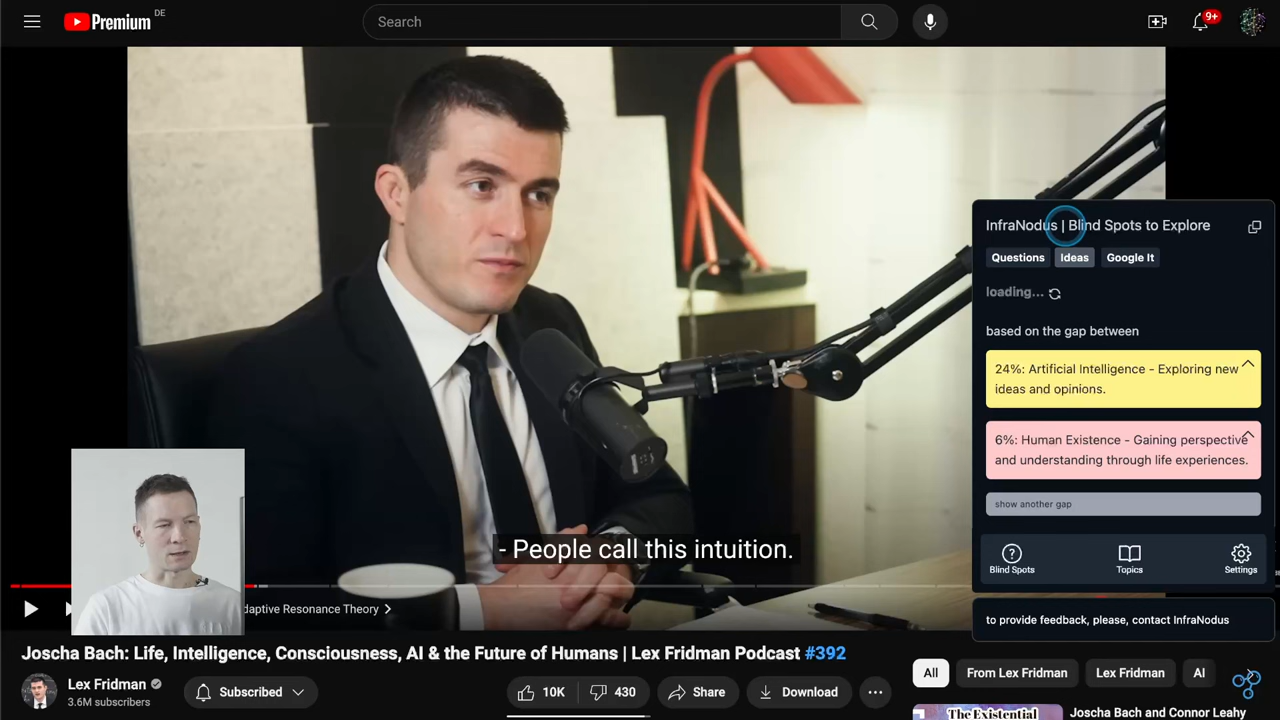 Premium DE
Search
9+
InfraNodus | Blind Spots to Explore
Questions Ideas Google It
loading...
based on the gap between
24%: Artificial Intelligence - Exploring new
ideas and opinions.
6%: Human Existence - Gaining perspective
and understanding through life experiences.
show another gap
Blind Spots Topics Settings
to provide feedback, please, contact InfraNodus
- People call this intuition.
daptive Resonance Theory
Joscha Bach: Life, Intelligence, Consciousness, AI & the Future of Humans | Lex Fridman Podcast #392
Lex Fridman
3.6M subscribers
Subscribed
10K
430
Share
Download
All From Lex Fridman Lex Fridman AI
The Existential
Joscha Bach and Connor Leahy